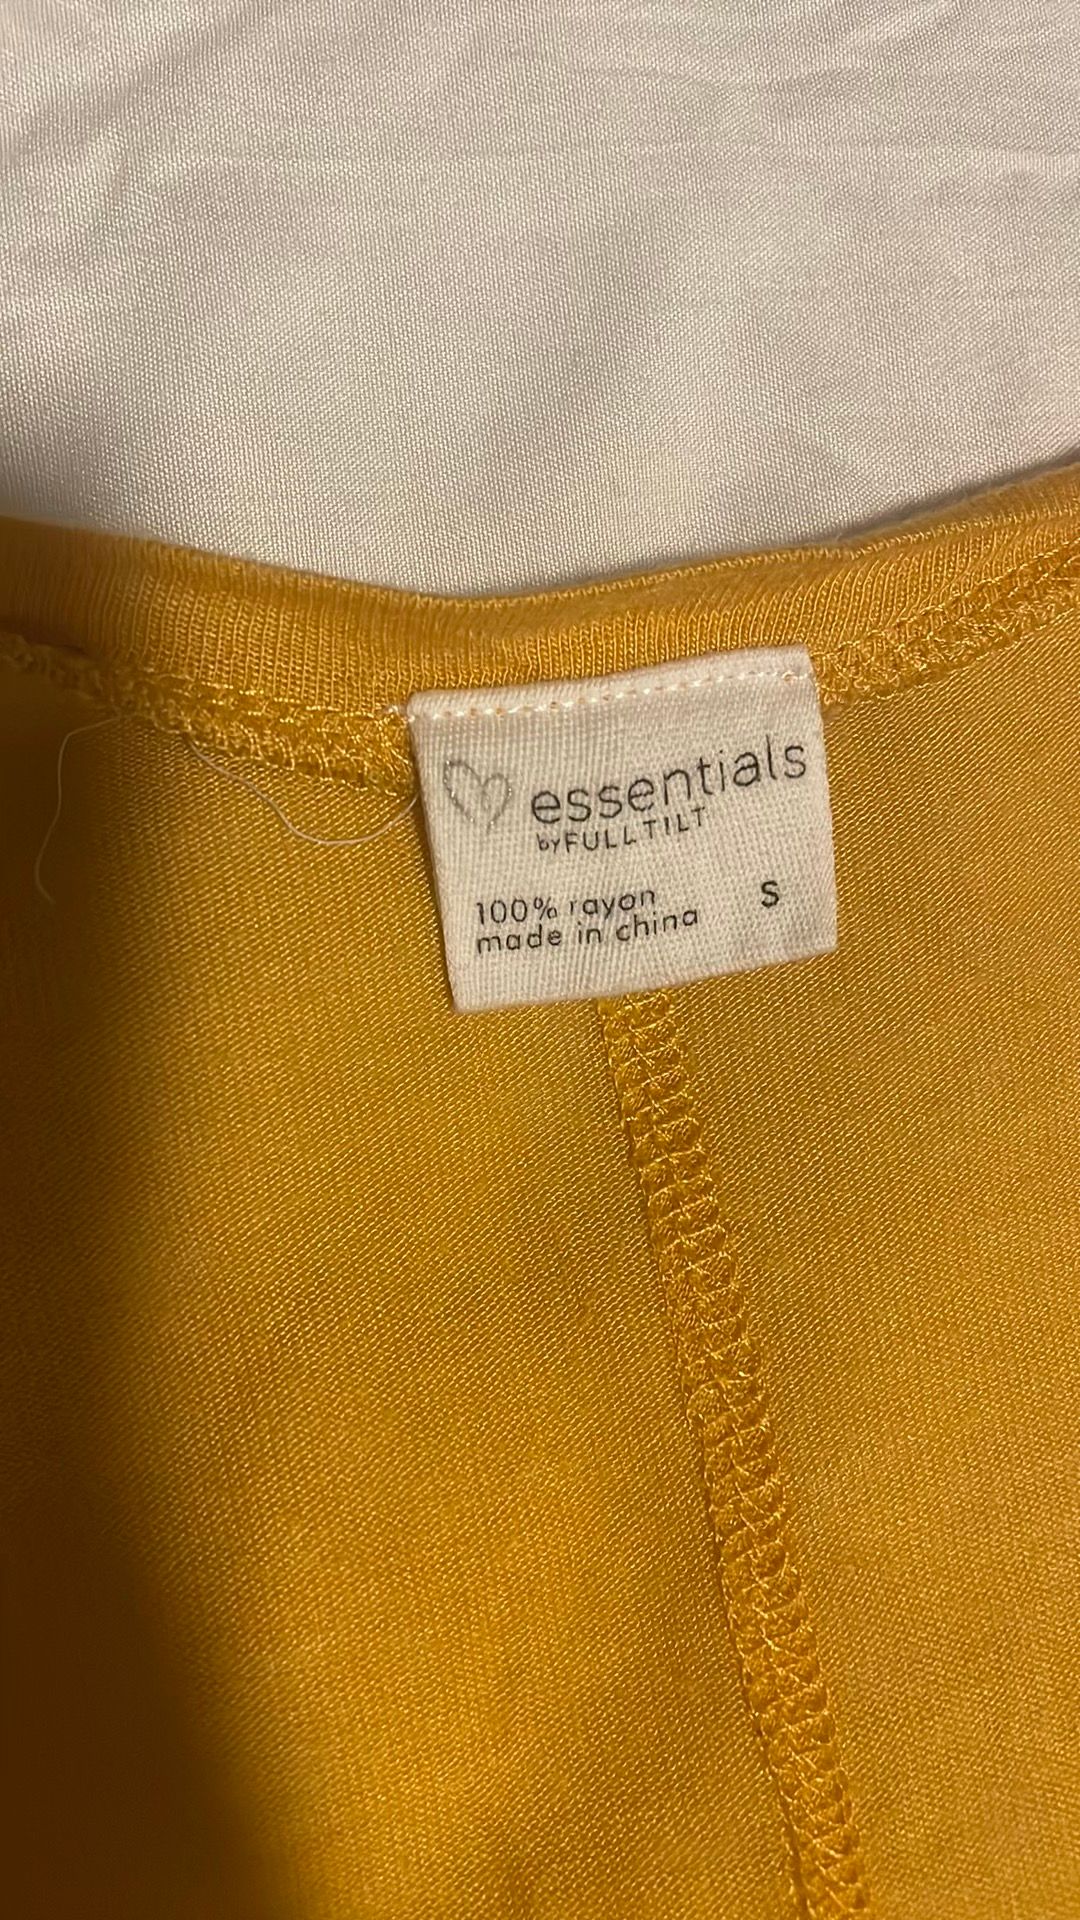 essentials
by FULL TILT
100% rayon
made in china
S